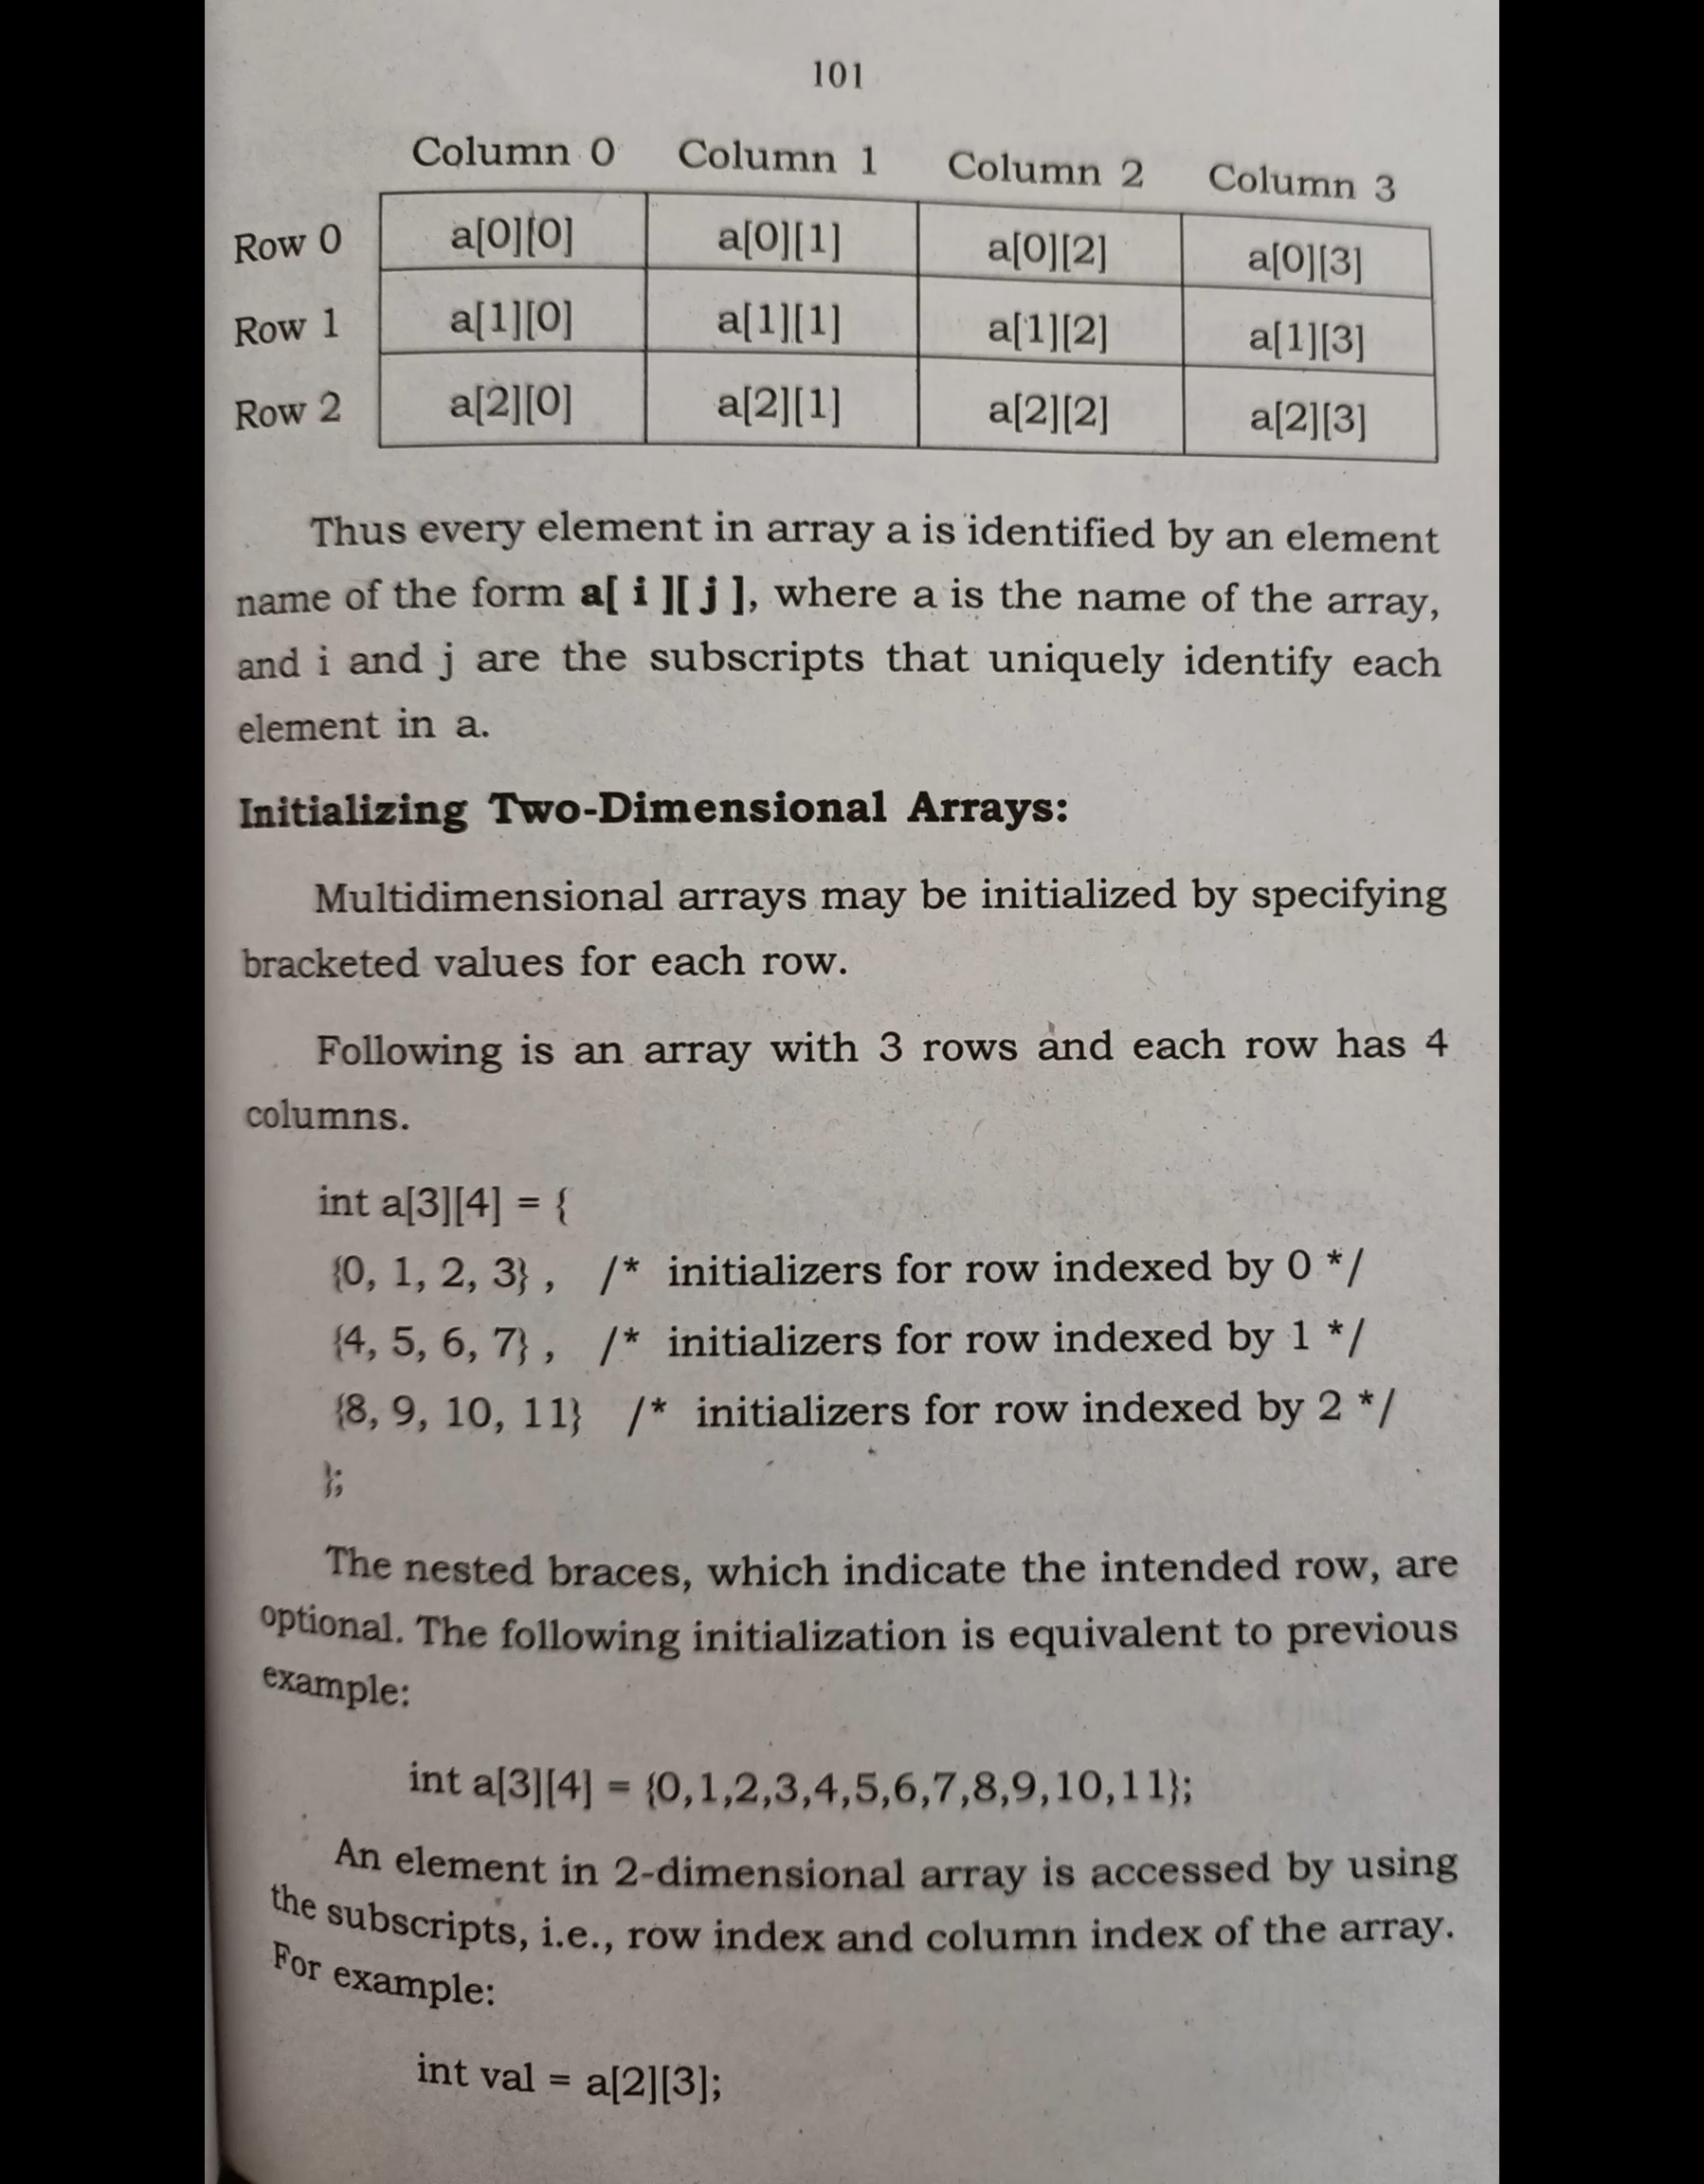 101
Column 0 Column 1 Column 2 Column 3
Row 0 a[0][0] a[0][1] a[0][2] a[0][3]
Row 1 a[1][0] a[1][1] a[1][2] a[1][3]
Row 2 a[2][0] a[2][1] a[2][2] a[2][3]
Thus every element in array a is identified by an element
name of the form a[ i ][ j ], where a is the name of the array,
and i and j are the subscripts that uniquely identify each
element in a.
Initializing Two-Dimensional Arrays:
Multidimensional arrays may be initialized by specifying
bracketed values for each row.
Following is an array with 3 rows and each row has 4
columns.
int a[3][4] = {
{0, 1, 2, 3} , /* initializers for row indexed by 0 */
{4, 5, 6, 7} , /* initializers for row indexed by 1 */
{8, 9, 10, 11} /* initializers for row indexed by 2 */
};
The nested braces, which indicate the intended row, are
optional. The following initialization is equivalent to previous
example:
int a[3][4] = {0,1,2,3,4,5,6,7,8,9,10,11};
An element in 2-dimensional array is accessed by using
the subscripts, i.e., row index and column index of the array.
For example:
int val = a[2][3];